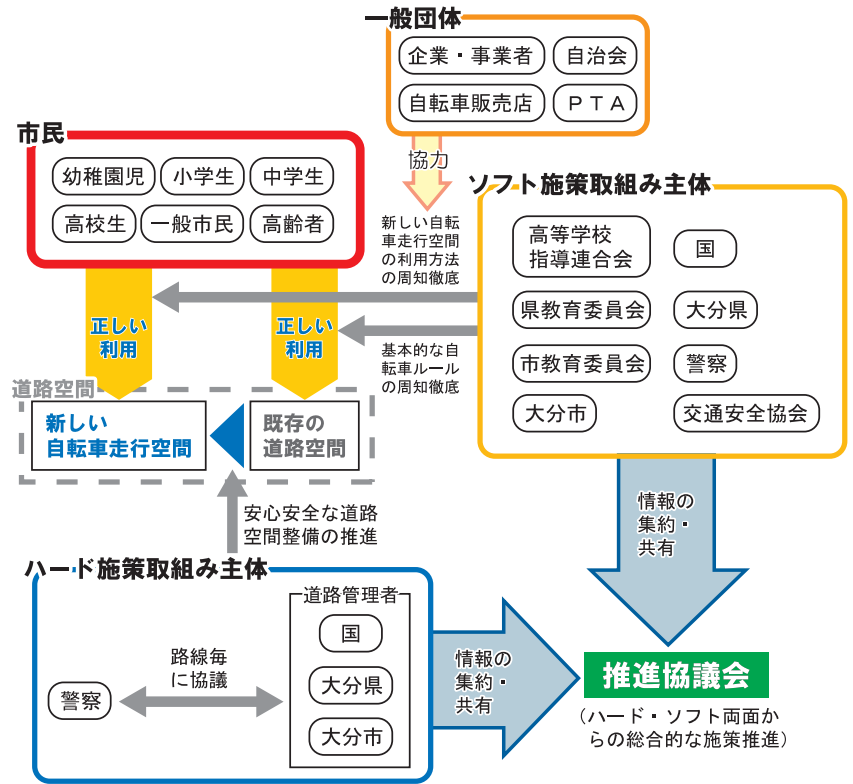 一般団体
企業・事業者
自治会
自転車販売店
PTA
協力
市民
幼稚園児
小学生
中学生
高校生
一般市民
高齢者
ソフト施策取組み主体
高等学校
指導連合会
国
県教育委員会
大分県
市教育委員会
警察
大分市
交通安全協会
新しい自転
車走行空間
の利用方法
の周知徹底
基本的な自
転車ルール
の周知徹底
正しい
利用
正しい
利用
道路空間
新しい
自転車走行空間
既存の
道路空間
安心安全な道路
空間整備の推進
情報の
集約・
共有
ハード施策取組み主体
道路管理者
国
大分県
大分市
路線毎
に協議
警察
情報の
集約・
共有
推進協議会
(ハード・ソフト両面か
らの総合的な施策推進)